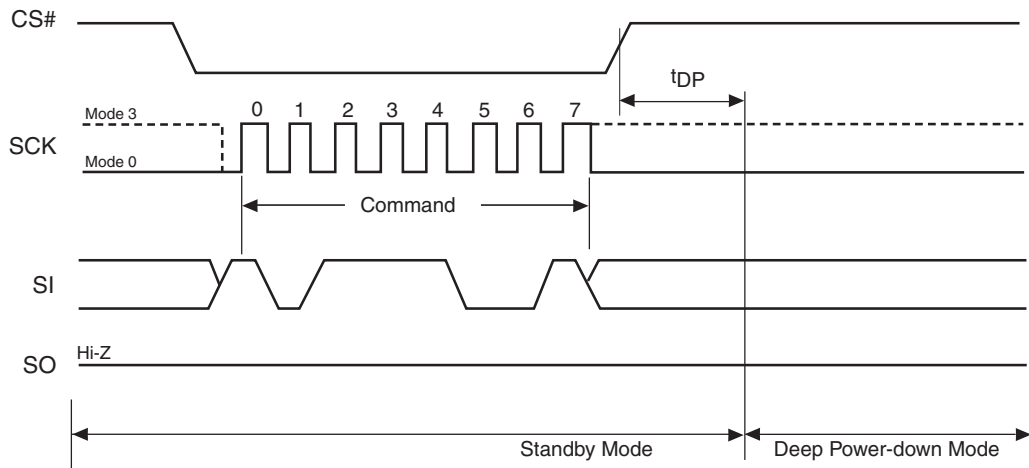 CS#
tDP
Mode 3
0 1 2 3 4 5 6 7
SCK
Mode 0
Command
SI
Hi-Z
SO
Standby Mode
Deep Power-down Mode